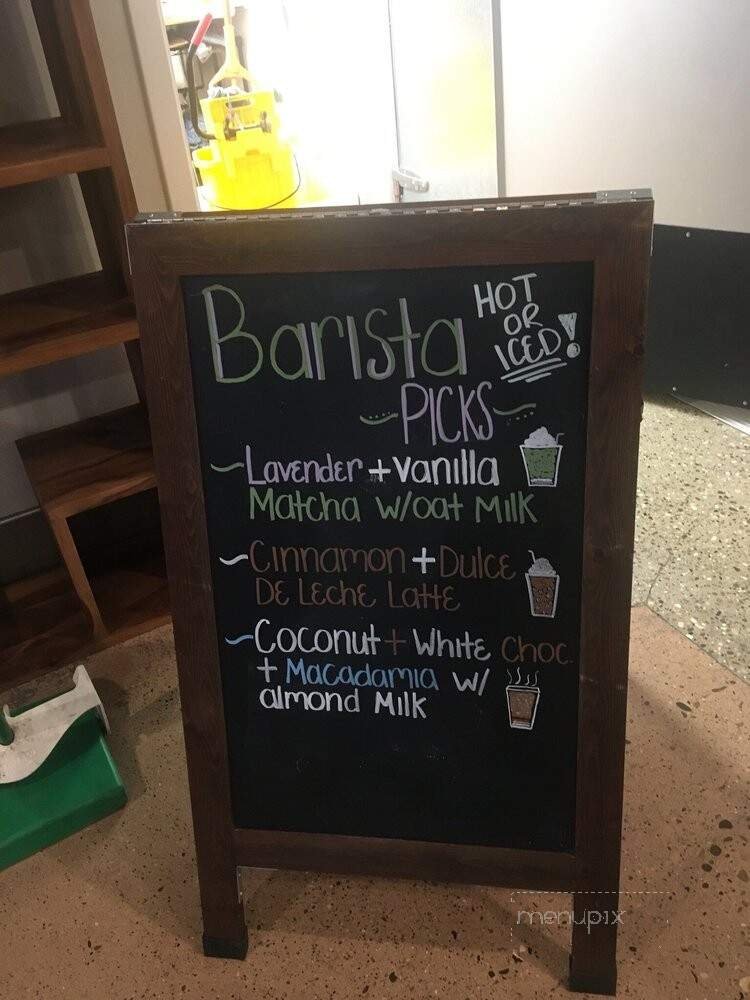 Barista
HOT
OR
ICED!
~PICKS~
~Lavender + vanilla
Matcha w/oat milk
~Cinnamon + Dulce
De Leche Latte
~Coconut + White Choc.
+ Macadamia w/
almond milk
menupix